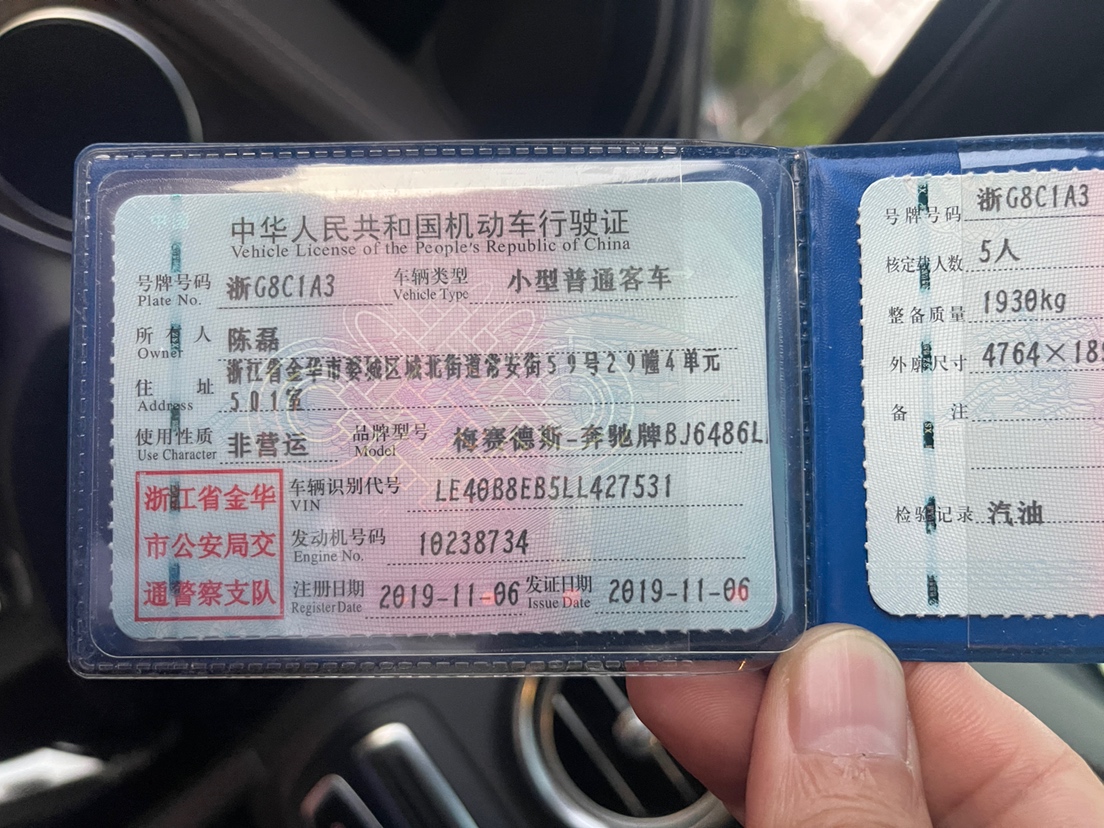 中华人民共和国机动车行驶证
Vehicle License of the People's Republic of China
号牌号码 浙G8C1A3 车辆类型 小型普通客车
Plate No. Vehicle Type
所有人 陈磊
Owner
浙江省金华市婺城区城北街道常安街59号29幢4单元
住址 501室
Address
使用性质 非营运 品牌型号 梅赛德斯-奔驰牌BJ6486L
Use Character Model
浙江省金华
市公安局交
通警察支队
车辆识别代号 LE40B8EB5LL427531
VIN
发动机号码 10238734
Engine No.
注册日期 2019-11-06 发证日期 2019-11-06
Register Date Issue Date
号牌号码 浙G8C1A3
核定载人数 5人
整备质量 1930kg
外廓尺寸 4764×189
备注
检验记录 汽油